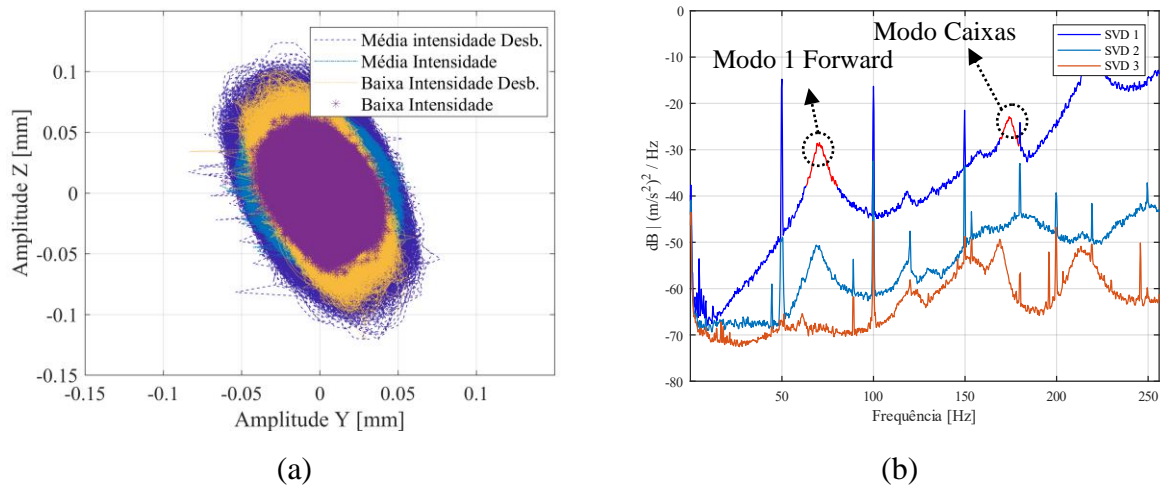 Média intensidade Desb.
Média Intensidade
Baixa Intensidade Desb.
Baixa Intensidade
Amplitude Z [mm]
0.15
0.1
0.05
0
-0.05
-0.1
-0.15
-0.15
-0.1
-0.05
0
0.05
0.1
Amplitude Y [mm]
(a)
Modo Caixas
Modo 1 Forward
SVD 1
SVD 2
SVD 3
dB | (m/s²)² / Hz
0
-10
-20
-30
-40
-50
-60
-70
-80
0
50
100
150
200
250
Frequência [Hz]
(b)